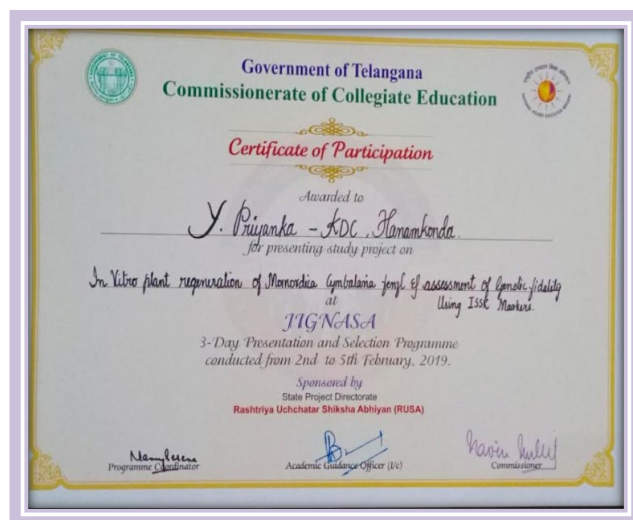 Government of Telangana
Commissionerate of Collegiate Education
Certificate of Participation
Awarded to
Y. Priyanka - KDC, Hanamkonda.
for presenting study project on
In Vitro plant regeneration of Momordica Cymbalaria fenzl & assessment of Genetic fidelity
Using ISSR Markers.
at
JIGNASA
3-Day Presentation and Selection Programme
conducted from 2nd to 5th February, 2019.
Sponsored by
State Project Directorate
Rashtriya Uchchatar Shiksha Abhiyan (RUSA)
Programme Coordinator
Academic Guidance Officer (I/c)
Navin
Commissioner